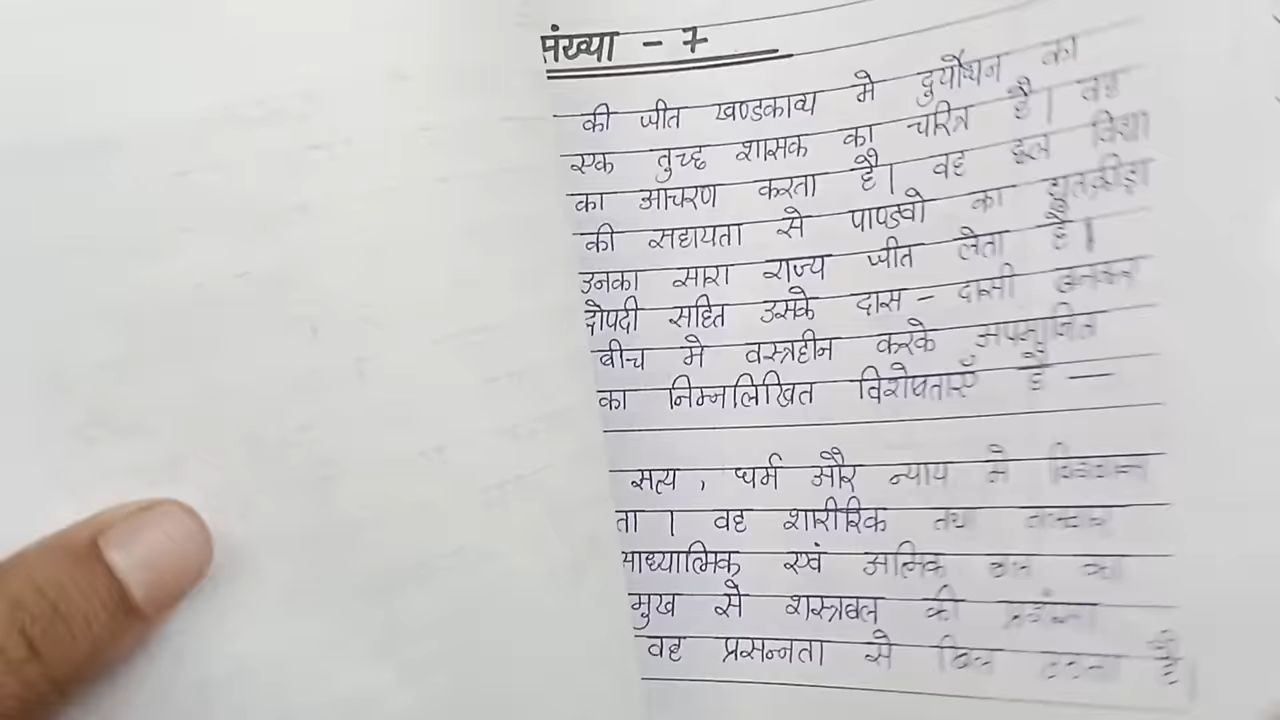 संख्या - 7
की जीत खण्डकाव्य मे दुर्योधन का
एक तुच्छ शासक का चरित्र है। वह
का आचरण करता है। वह छल विद्या
की सहायता से पाण्डवो का द्युतक्रीड़ा
उनका सारा राज्य जीत लेता है।
द्रोपदी सहित उसके दास - दासी
बीच मे वस्त्रहीन करके अपमानित
का निम्नलिखित विशेषताएँ है —
सत्य, धर्म और न्याय मे
ता । वह शारीरिक तथा
आध्यात्मिक एवं आत्मिक बल का
मुख से शस्त्रबल की प्रशंसा
वह प्रसन्नता से खिल है।